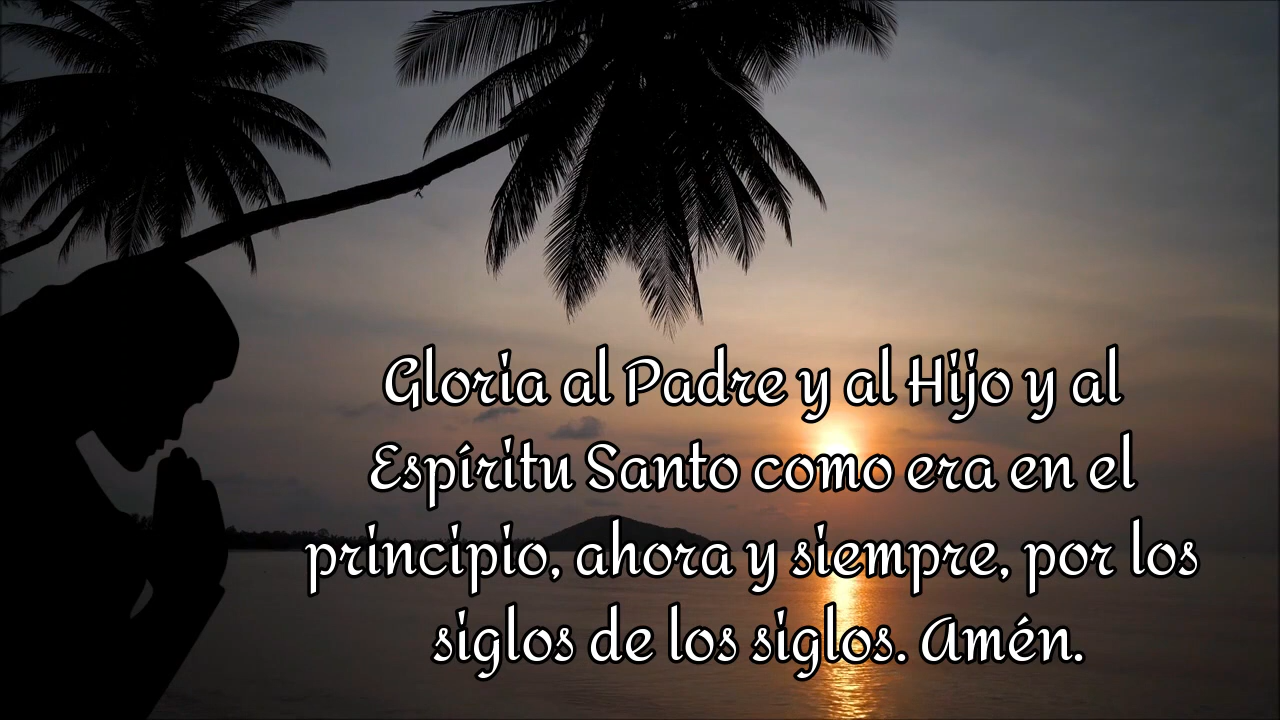 Gloria al Padre y al Hijo y al
Espíritu Santo como era en el
principio, ahora y siempre, por los
siglos de los siglos. Amén.